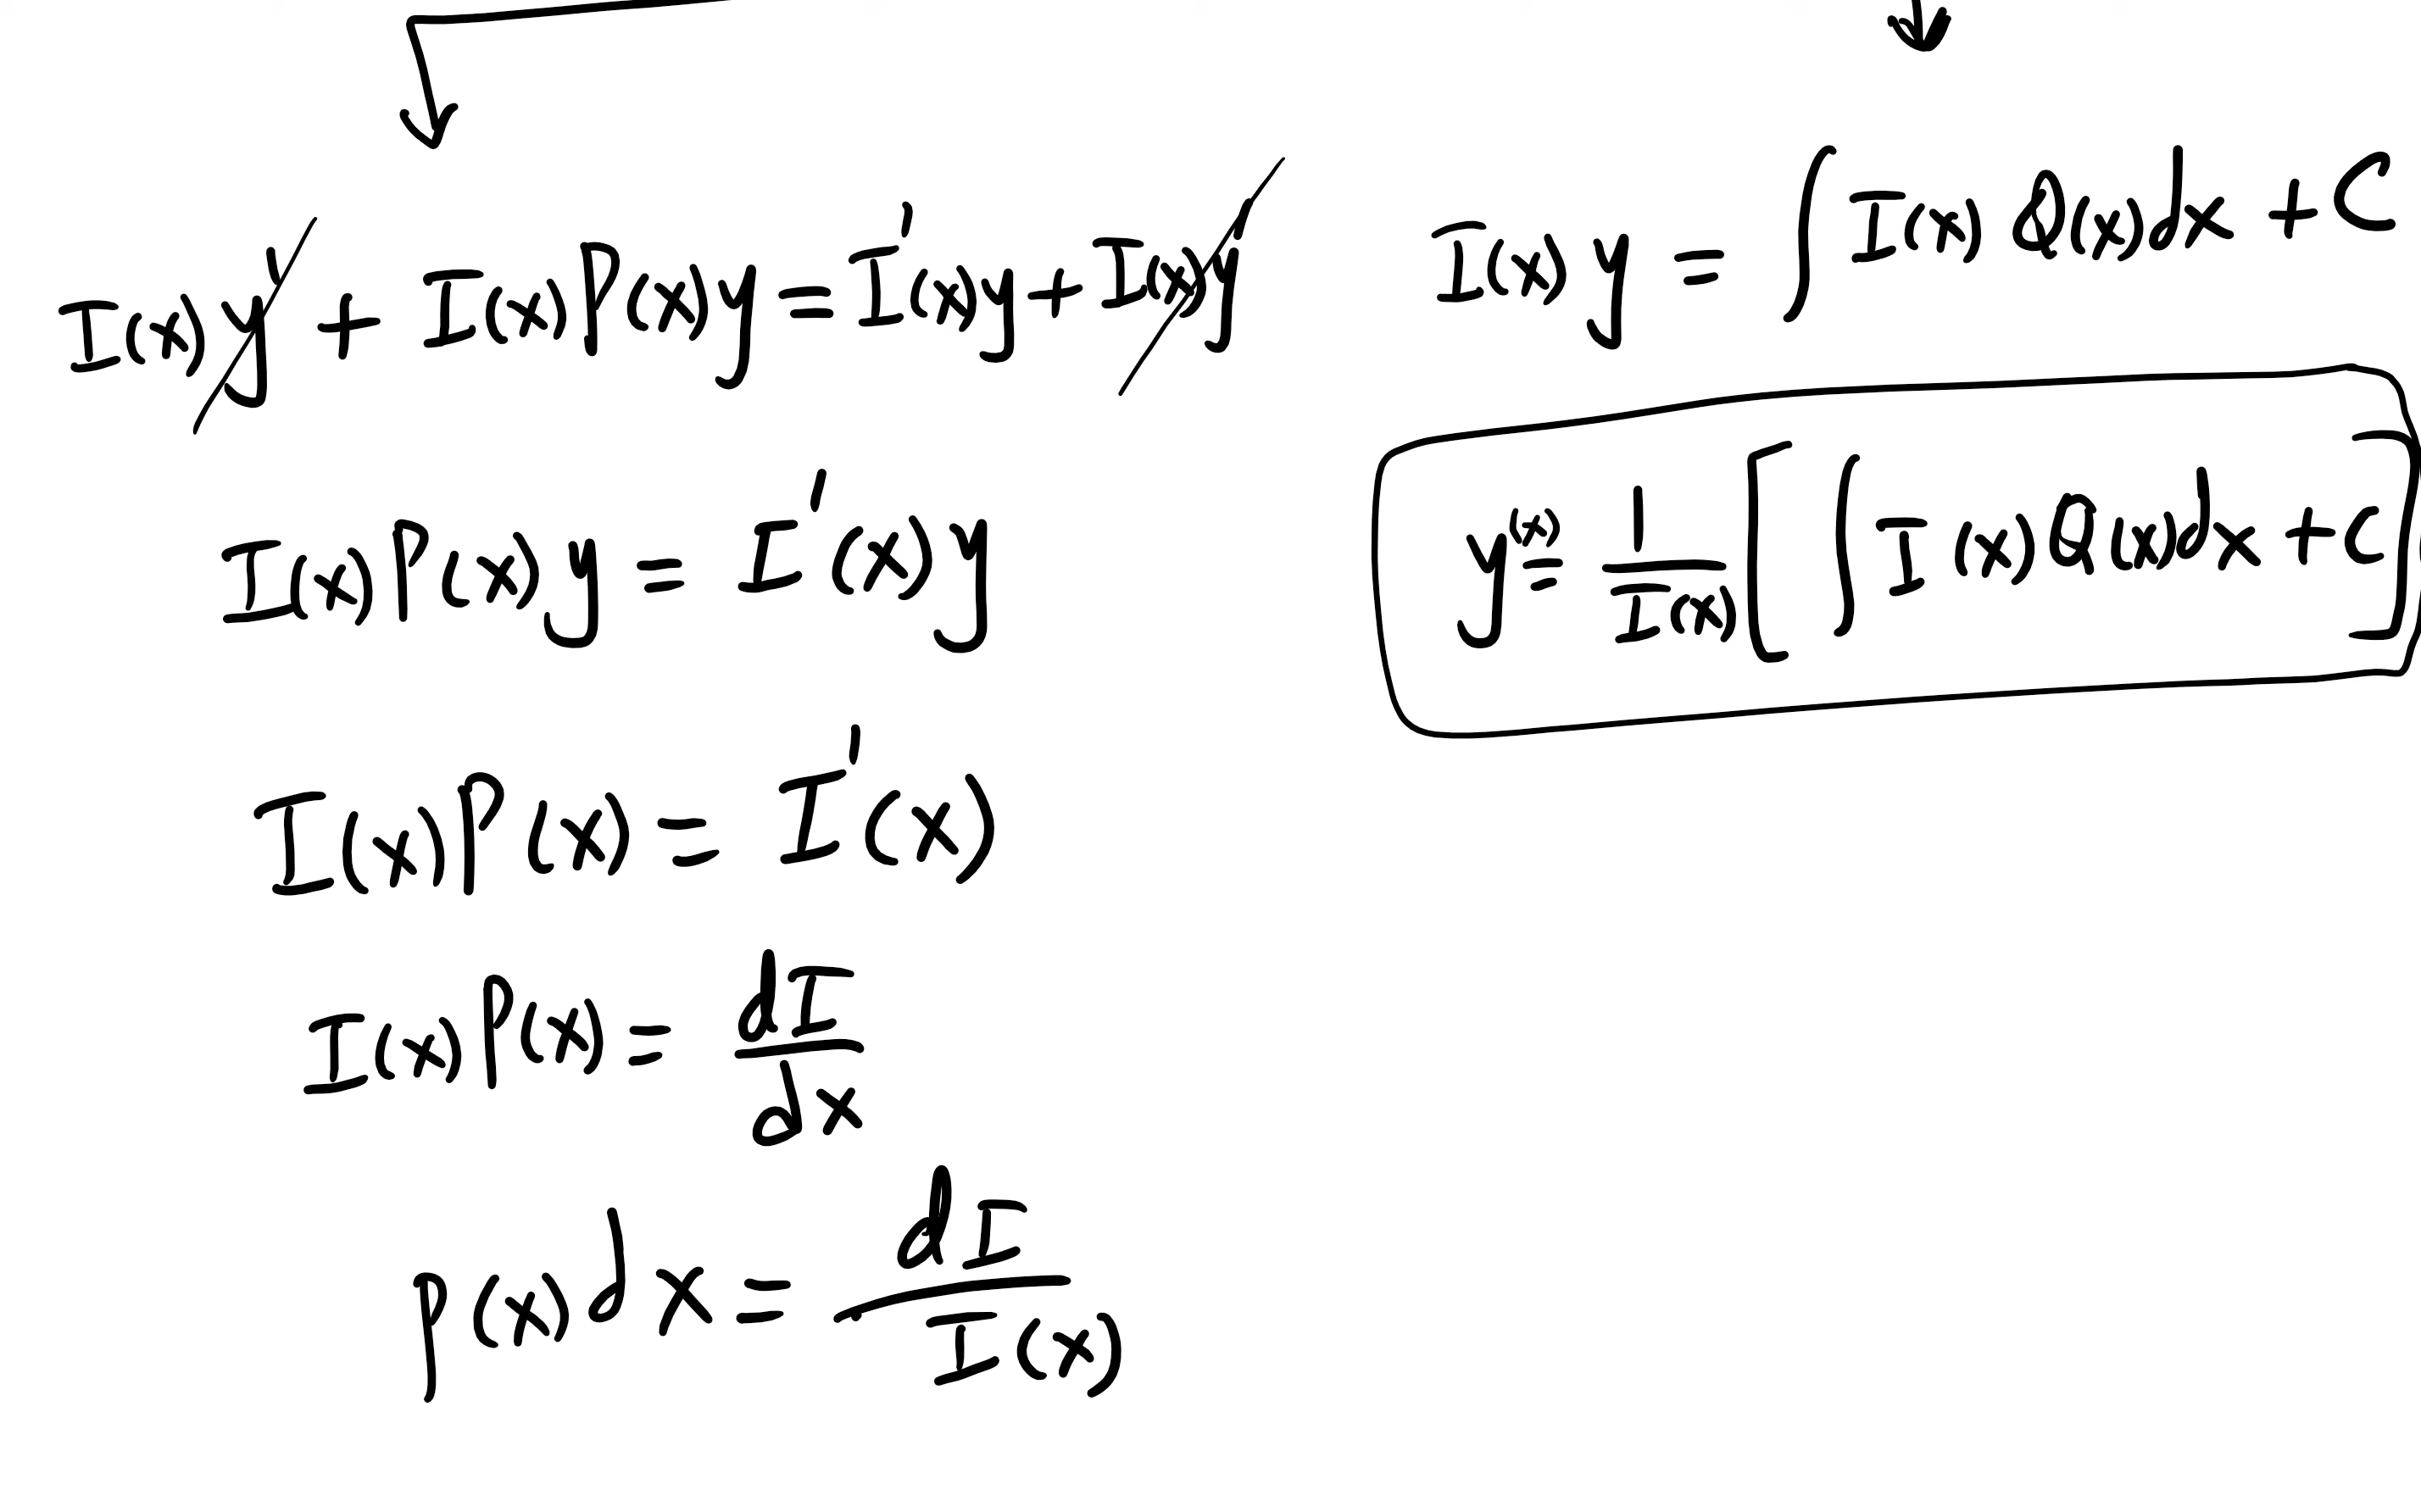 I(x)y' + I(x)P(x)y = I'(x)y + I(x)y'
I(x)P(x)y = I'(x)y
I(x)P(x) = I'(x)
I(x)P(x) = dI/dx
P(x)dx = dI/I(x)
I(x)y = ∫I(x)Q(x)dx + C
y(x) = 1/I(x) [∫I(x)Q(x)dx + C]